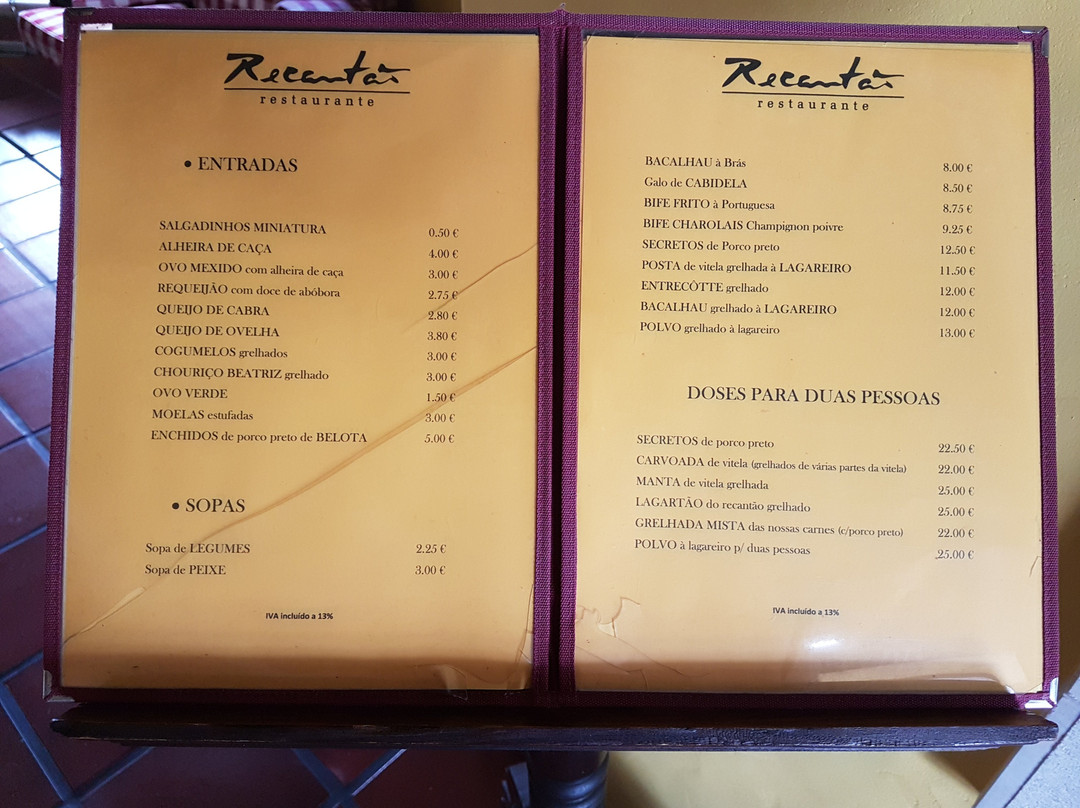 Recantão
restaurante
• ENTRADAS
SALGADINHOS MINIATURA 0.50 €
ALHEIRA DE CAÇA 4.00 €
OVO MEXIDO com alheira de caça 3.00 €
REQUEIJÃO com doce de abóbora 2.75 €
QUEIJO DE CABRA 2.80 €
QUEIJO DE OVELHA 3.80 €
COGUMELOS grelhados 3.00 €
CHOURIÇO BEATRIZ grelhado 3.00 €
OVO VERDE 1.50 €
MOELAS estufadas 3.00 €
ENCHIDOS de porco preto de BELOTA 5.00 €
• SOPAS
Sopa de LEGUMES 2.25 €
Sopa de PEIXE 3.00 €
IVA incluído a 13%
Recantão
restaurante
BACALHAU à Brás 8.00 €
Galo de CABIDELA 8.50 €
BIFE FRITO à Portuguesa 8.75 €
BIFE CHAROLAIS Champignon poivre 9.25 €
SECRETOS de Porco preto 12.50 €
POSTA de vitela grelhada à LAGAREIRO 11.50 €
ENTRECÔTTE grelhado 12.00 €
BACALHAU grelhado à LAGAREIRO 12.00 €
POLVO grelhado à lagareiro 13.00 €
DOSES PARA DUAS PESSOAS
SECRETOS de porco preto 22.50 €
CARVOADA de vitela (grelhados de várias partes da vitela) 22.00 €
MANTA de vitela grelhada 25.00 €
LAGARTÃO do recantão grelhado 25.00 €
GRELHADA MISTA das nossas carnes (c/porco preto) 22.00 €
POLVO à lagareiro p/ duas pessoas 25.00 €
IVA incluído a 13%